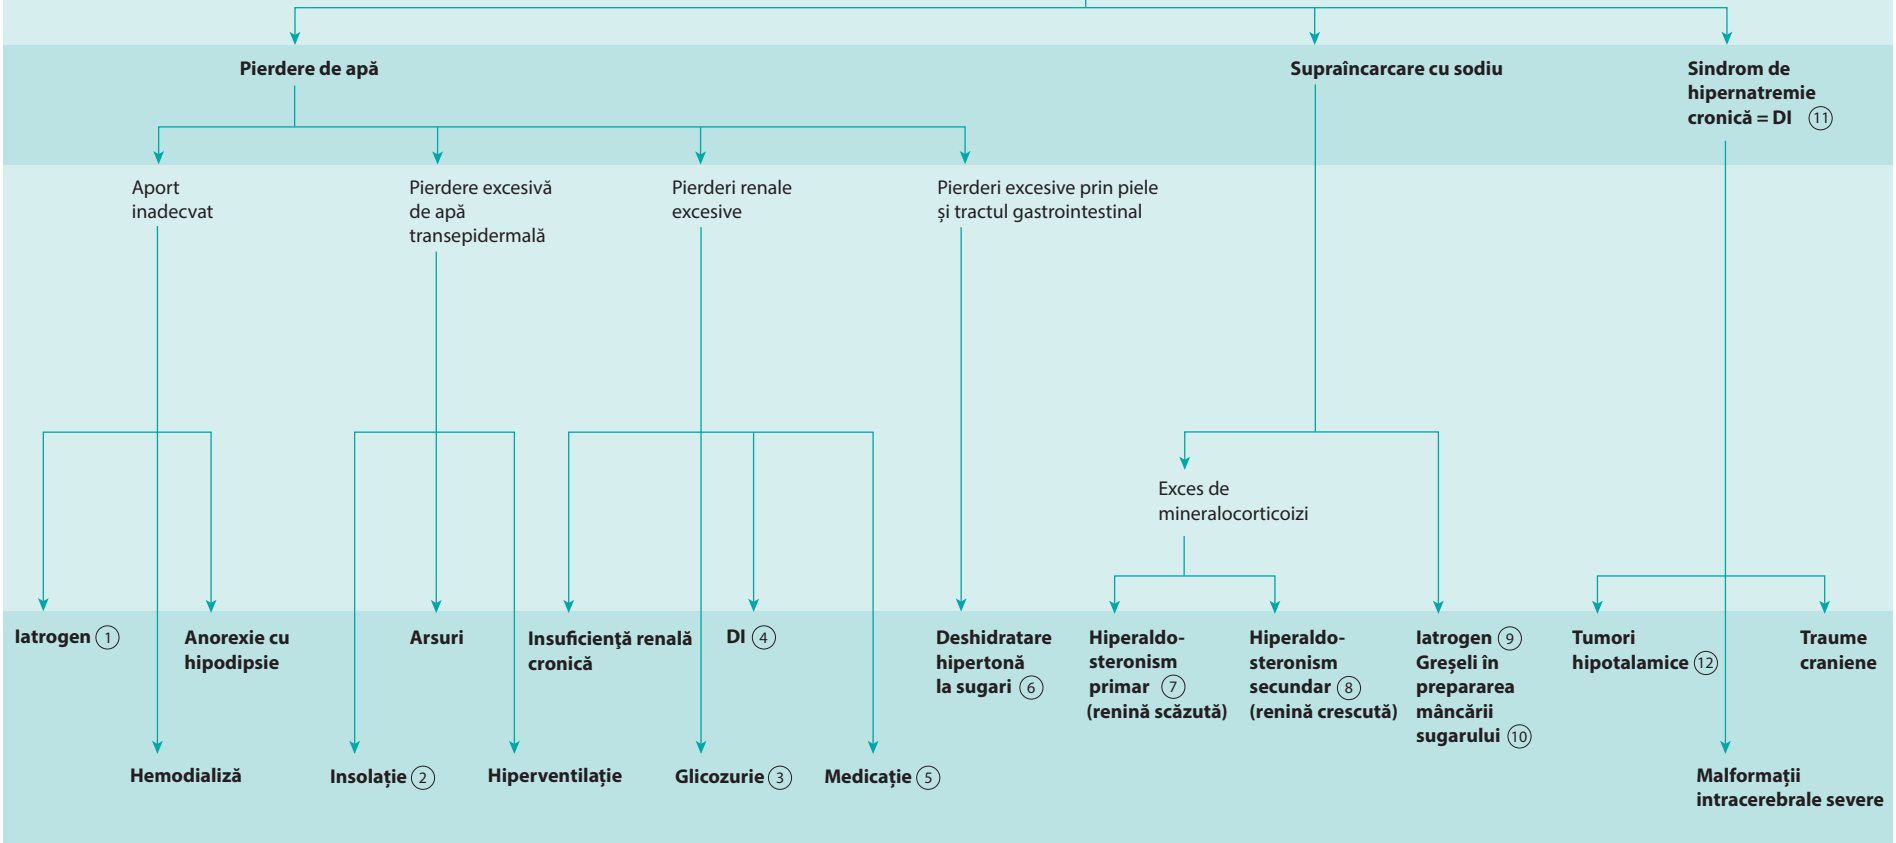 Pierdere de apă
Supraîncarcare cu sodiu
Sindrom de
hipernatremie
cronică = DI 11
Aport
inadecvat
Pierdere excesivă
de apă
transepidermală
Pierderi renale
excesive
Pierderi excesive prin piele
și tractul gastrointestinal
Exces de
mineralocorticoizi
Iatrogen 1
Anorexie cu
hipodipsie
Arsuri
Insuficienţă renală
cronică
DI 4
Deshidratare
hipertonă
la sugari 6
Hiperaldo-
steronism
primar 7
(renină scăzută)
Hiperaldo-
steronism
secundar 8
(renină crescută)
Iatrogen 9
Greșeli în
prepararea
mâncării
sugarului 10
Tumori
hipotalamice 12
Traume
craniene
Hemodializă
Insolație 2
Hiperventilație
Glicozurie 3
Medicație 5
Malformații
intracerebrale severe